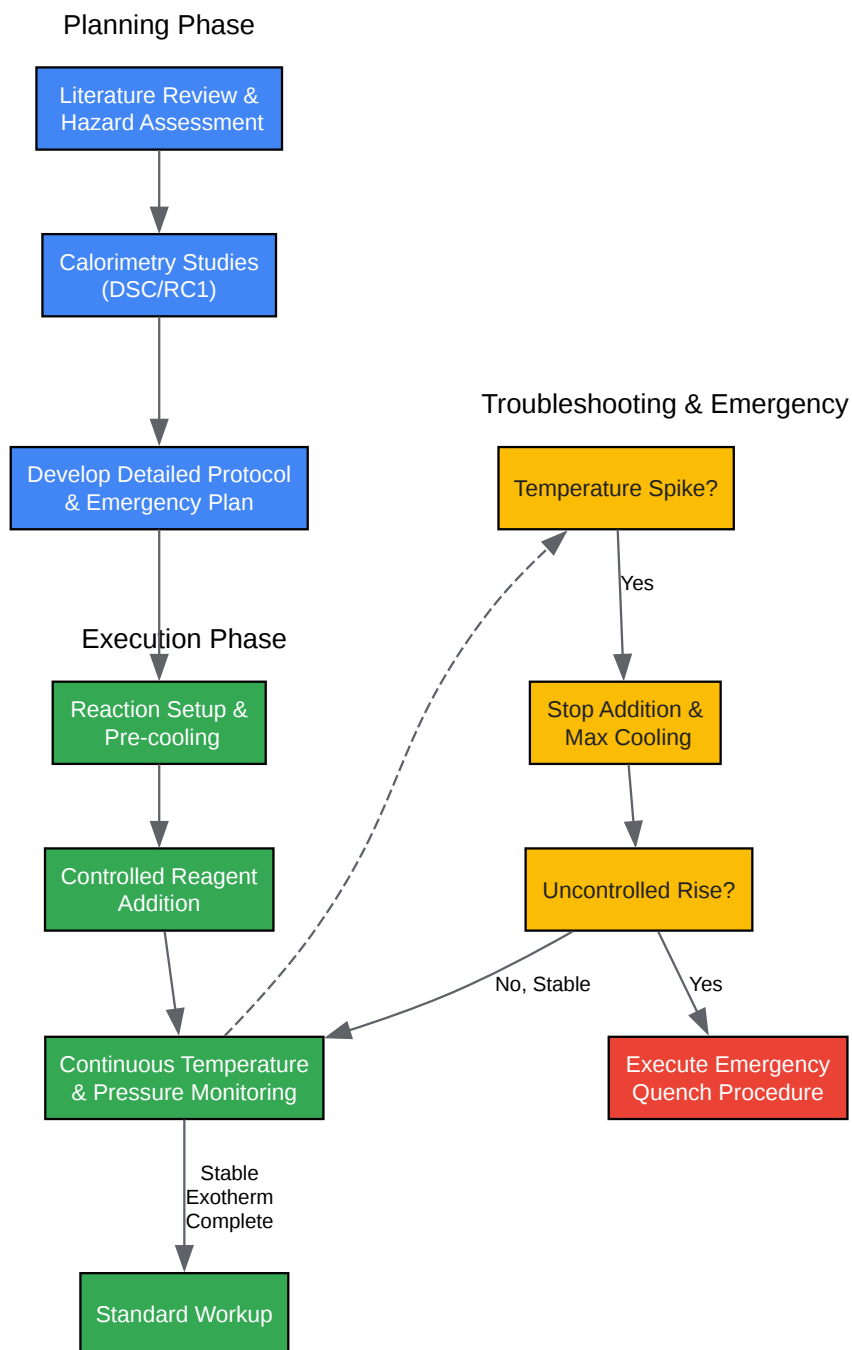 Planning Phase
Literature Review &
Hazard Assessment
Calorimetry Studies
(DSC/RC1)
Develop Detailed Protocol
& Emergency Plan
Execution Phase
Reaction Setup &
Pre-cooling
Controlled Reagent
Addition
Continuous Temperature
& Pressure Monitoring
Stable
Exotherm
Complete
Standard Workup
Troubleshooting & Emergency
Temperature Spike?
Yes
Stop Addition &
Max Cooling
Uncontrolled Rise?
No, Stable
Yes
Execute Emergency
Quench Procedure